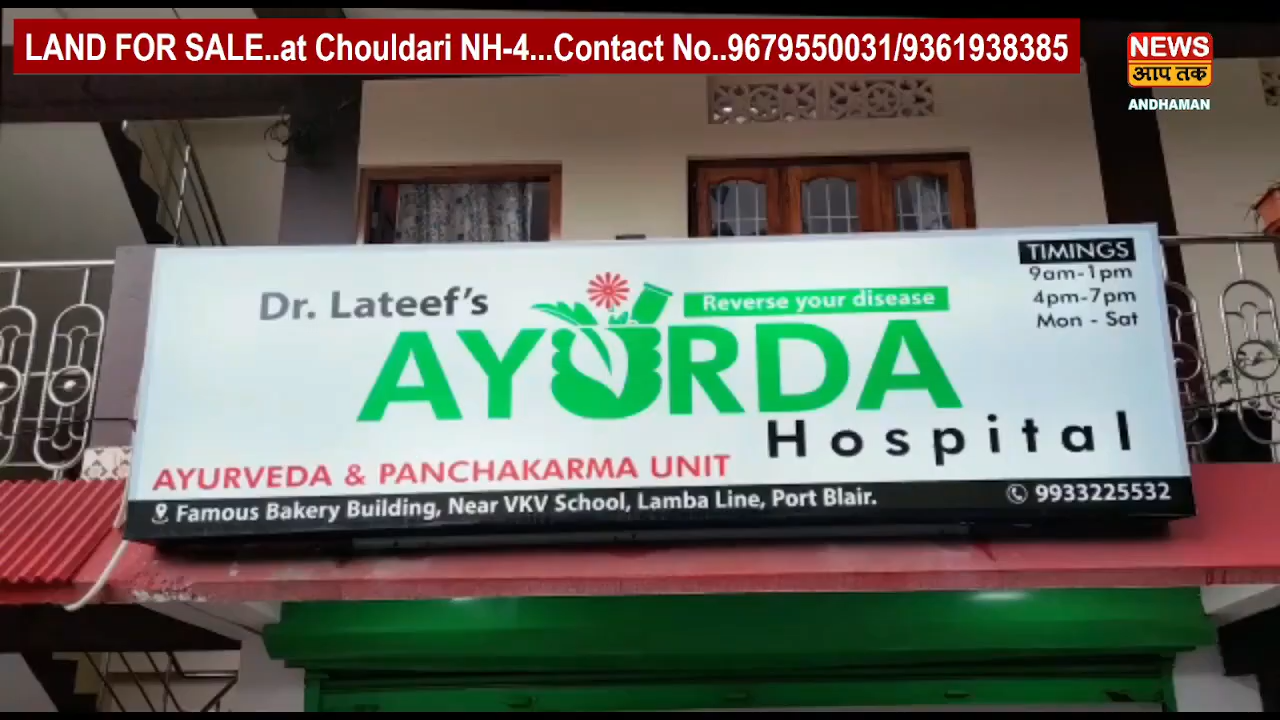 LAND FOR SALE..at Chouldari NH-4...Contact No..9679550031/9361938385
NEWS
आप तक
ANDHAMAN
TIMINGS
9am-1pm
4pm-7pm
Mon - Sat
Dr. Lateef's
Reverse your disease
AYURDA
Hospital
AYURVEDA & PANCHAKARMA UNIT
Famous Bakery Building, Near VKV School, Lamba Line, Port Blair.
9933225532